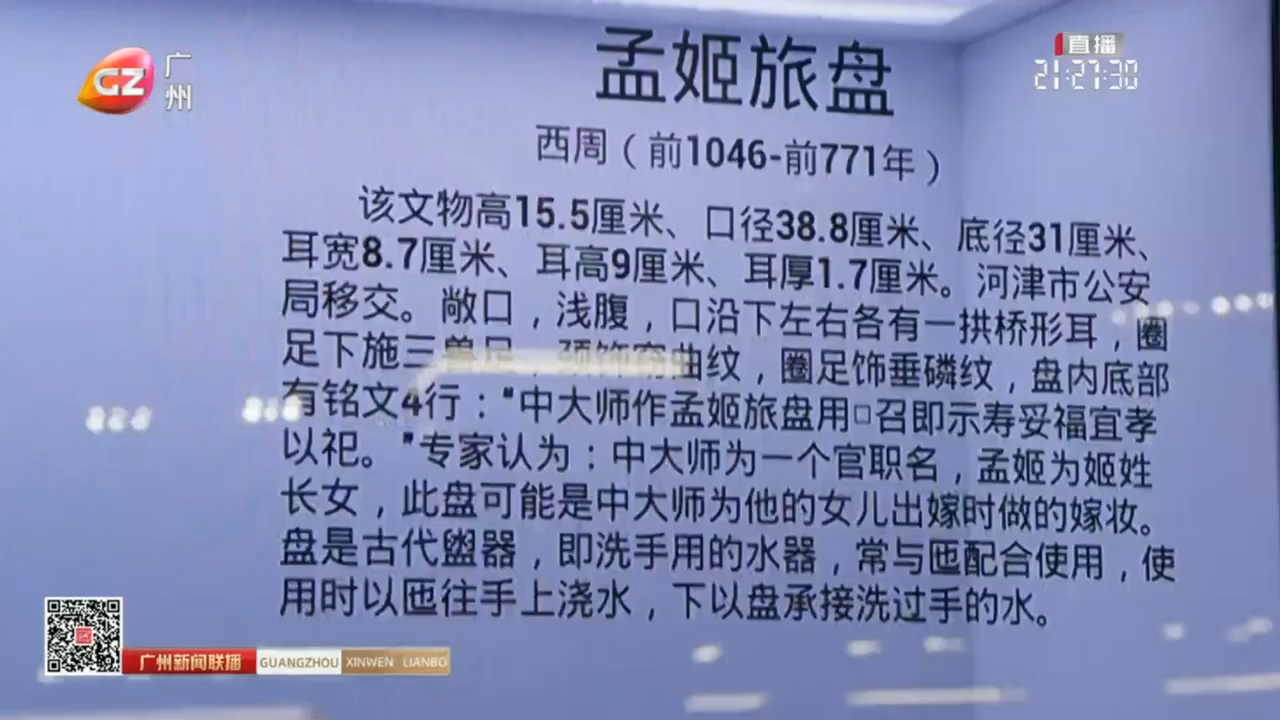 GZ
广
州
直播
21:27:30
孟姬旅盘
西周（前1046-前771年）
该文物高15.5厘米、口径38.8厘米、底径31厘米、
耳宽8.7厘米、耳高9厘米、耳厚1.7厘米。河津市公安
局移交。敞口，浅腹，口沿下左右各有一拱桥形耳，圈
足下施三兽足，颈饰窃曲纹，圈足饰垂磷纹，盘内底部
有铭文4行："中大师作孟姬旅盘用□召即示寿妥福宜孝
以祀。"专家认为：中大师为一个官职名，孟姬为姬姓
长女，此盘可能是中大师为他的女儿出嫁时做的嫁妆。
盘是古代盥器，即洗手用的水器，常与匜配合使用，使
用时以匜往手上浇水，下以盘承接洗过手的水。
广州新闻联播 GUANGZHOU XINWEN LIANBO